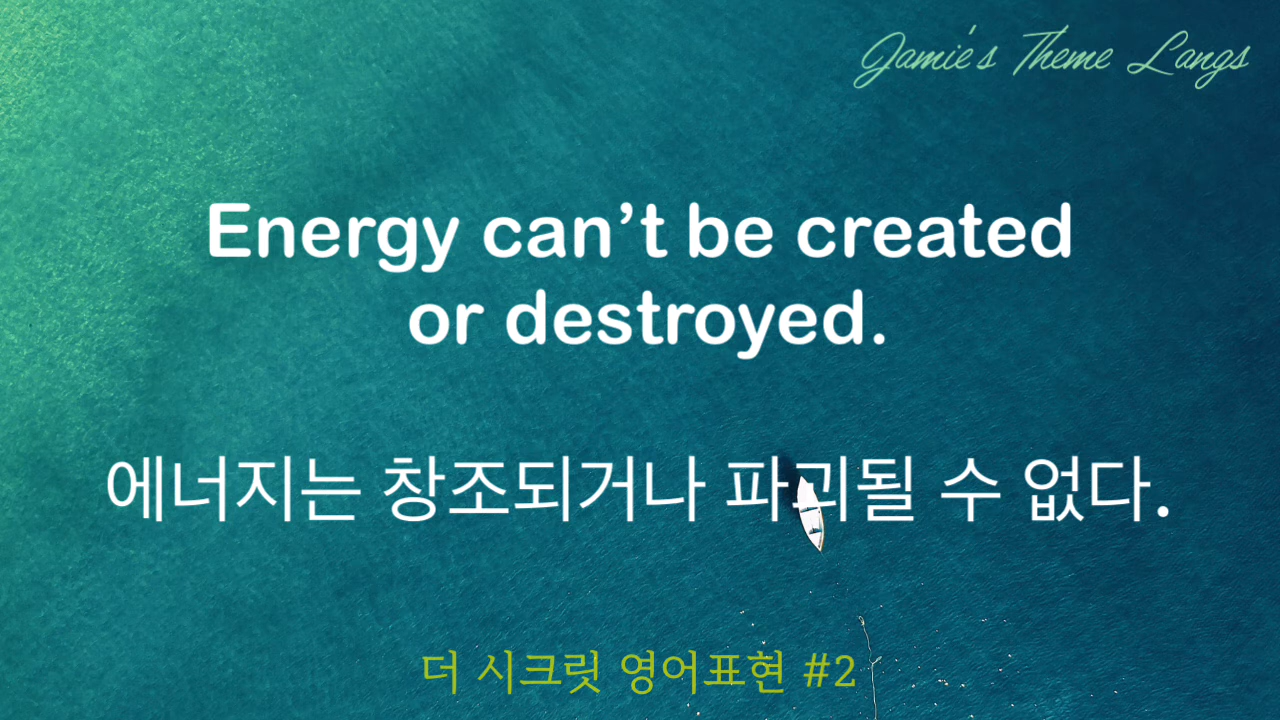 Jamie's Theme Langs
Energy can’t be created
or destroyed.
에너지는 창조되거나 파괴될 수 없다.
더 시크릿 영어표현 #2